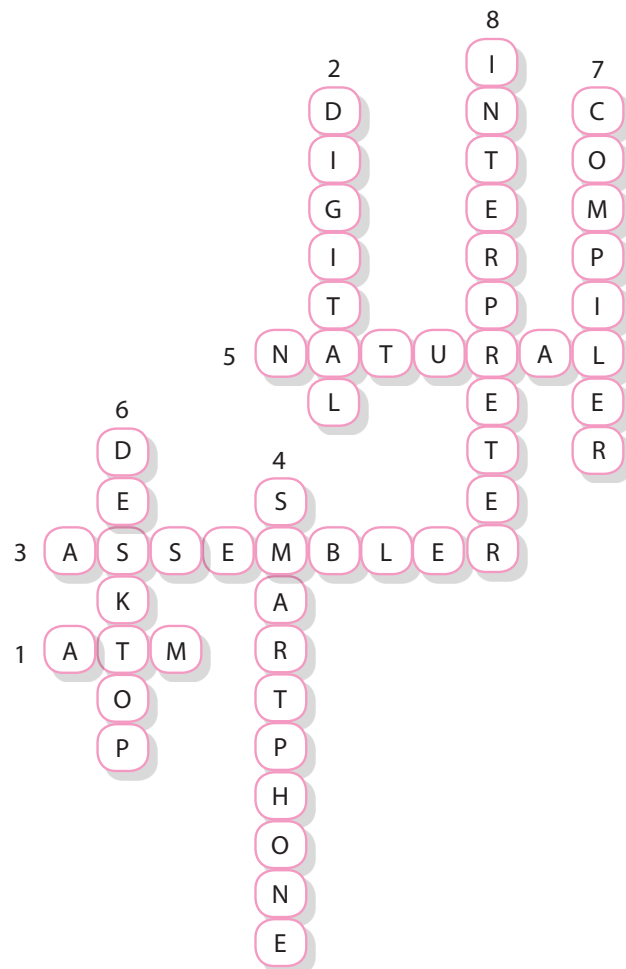 8 INTERPRETER
2 DIGITAL
7 COMPILER
5 NATURAL
6 DESKTOP
4 SMARTPHONE
3 ASSEMBLER
1 ATM